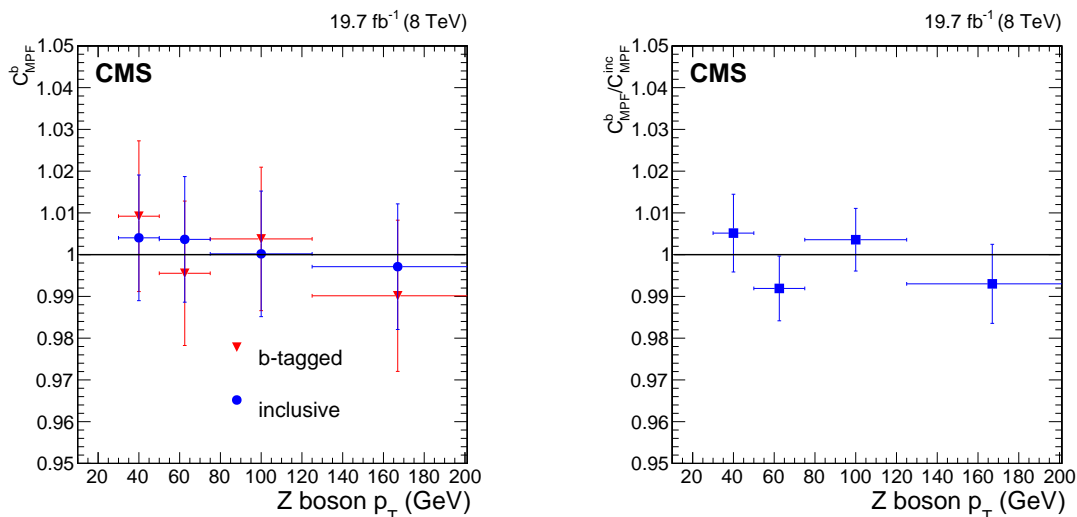 19.7 fb⁻¹ (8 TeV)
C^b_MPF
CMS
1.05
1.04
1.03
1.02
1.01
1
0.99
0.98
0.97
0.96
0.95
b-tagged
inclusive
20 40 60 80 100 120 140 160 180 200
Z boson p_T (GeV)
19.7 fb⁻¹ (8 TeV)
C^b_MPF/C^inc_MPF
CMS
1.05
1.04
1.03
1.02
1.01
1
0.99
0.98
0.97
0.96
0.95
20 40 60 80 100 120 140 160 180 200
Z boson p_T (GeV)